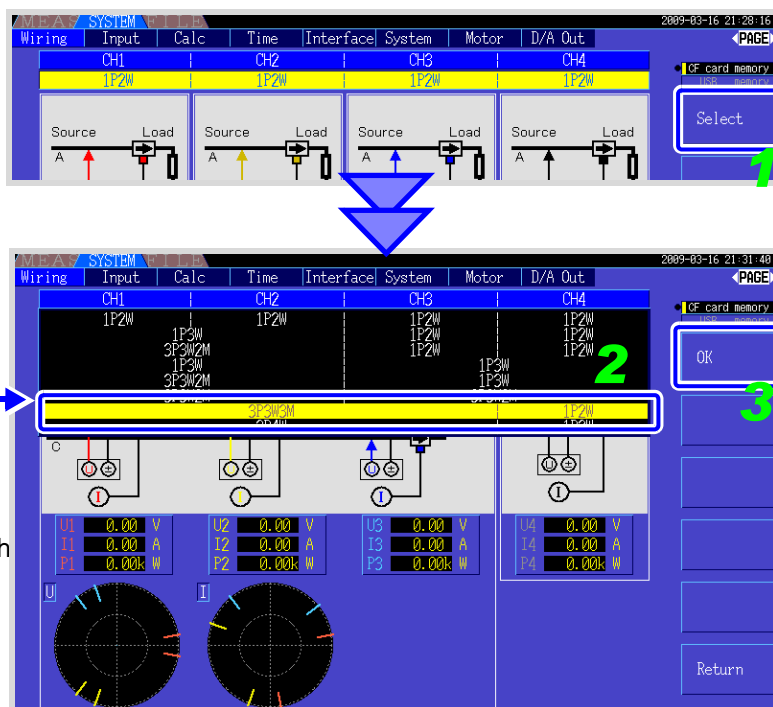 MEAS SYSTEM FILE 2009-03-16 21:28:16
Wiring Input Calc Time Interface System Motor D/A Out PAGE
CH1 CH2 CH3 CH4
CF card memory
1P2W 1P2W 1P2W 1P2W
USB memory
Select
Source Load Source Load Source Load Source Load
A A A A
1
MEAS SYSTEM FILE 2009-03-16 21:31:40
Wiring Input Calc Time Interface System Motor D/A Out PAGE
CH1 CH2 CH3 CH4
CF card memory
USB memory
1P2W 1P2W 1P2W 1P2W
1P3W 1P2W 1P2W
3P3W2M 1P2W 1P2W
OK
1P3W 1P3W
3P3W2M 1P3W
3P3W2M
2
3P3W3M 1P2W
3
3P4W 1P2W
C
U ± U ± U ± U ±
I I I I
U1 0.00 V U2 0.00 V U3 0.00 V U4 0.00 V
I1 0.00 A I2 0.00 A I3 0.00 A I4 0.00 A
h
P1 0.00k W P2 0.00k W P3 0.00k W P4 0.00k W
U I
Return